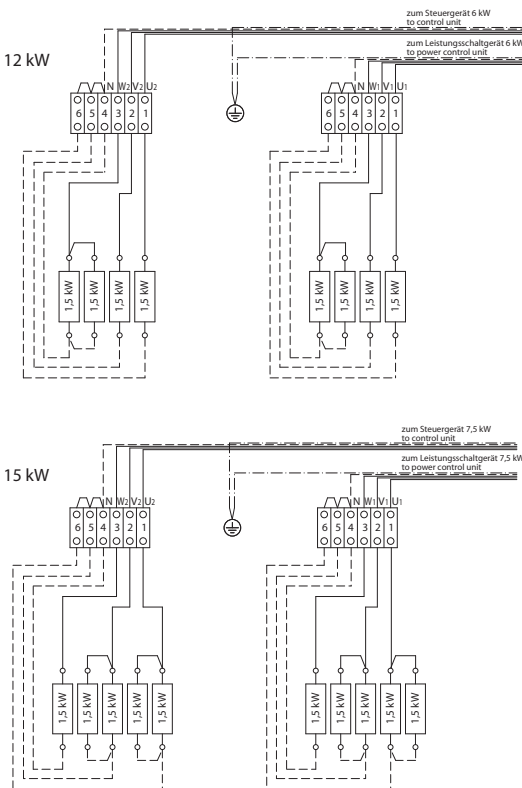 zum Steuergerät 6 kW
to control unit
zum Leistungsschaltgerät 6 kW
to power control unit
12 kW
N W2 V2 U2
6 5 4 3 2 1
N W1 V1 U1
6 5 4 3 2 1
1,5 kW 1,5 kW 1,5 kW 1,5 kW
1,5 kW 1,5 kW 1,5 kW 1,5 kW
zum Steuergerät 7,5 kW
to control unit
zum Leistungsschaltgerät 7,5 kW
to power control unit
15 kW
N W2 V2 U2
6 5 4 3 2 1
N W1 V1 U1
6 5 4 3 2 1
1,5 kW 1,5 kW 1,5 kW 1,5 kW 1,5 kW
1,5 kW 1,5 kW 1,5 kW 1,5 kW 1,5 kW